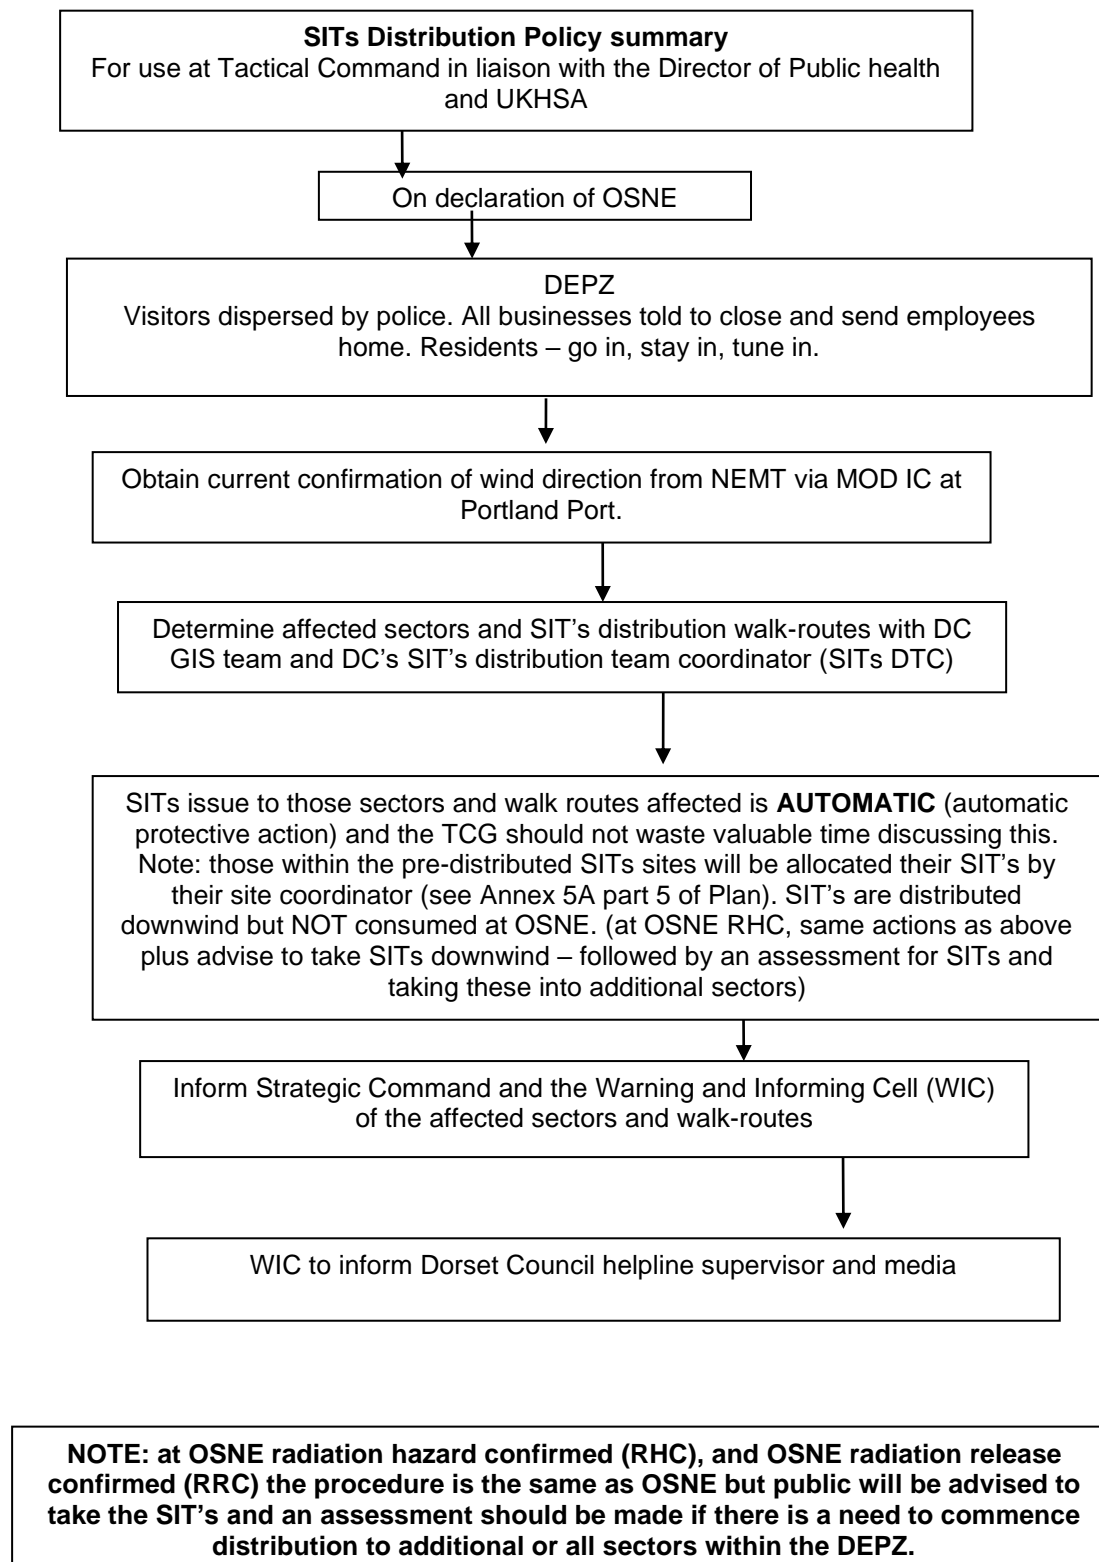 SITs Distribution Policy summary
For use at Tactical Command in liaison with the Director of Public health
and UKHSA
On declaration of OSNE
DEPZ
Visitors dispersed by police. All businesses told to close and send employees
home. Residents – go in, stay in, tune in.
Obtain current confirmation of wind direction from NEMT via MOD IC at
Portland Port.
Determine affected sectors and SIT’s distribution walk-routes with DC
GIS team and DC’s SIT’s distribution team coordinator (SITs DTC)
SITs issue to those sectors and walk routes affected is AUTOMATIC (automatic
protective action) and the TCG should not waste valuable time discussing this.
Note: those within the pre-distributed SITs sites will be allocated their SIT’s by
their site coordinator (see Annex 5A part 5 of Plan). SIT’s are distributed
downwind but NOT consumed at OSNE. (at OSNE RHC, same actions as above
plus advise to take SITs downwind – followed by an assessment for SITs and
taking these into additional sectors)
Inform Strategic Command and the Warning and Informing Cell (WIC)
of the affected sectors and walk-routes
WIC to inform Dorset Council helpline supervisor and media
NOTE: at OSNE radiation hazard confirmed (RHC), and OSNE radiation release
confirmed (RRC) the procedure is the same as OSNE but public will be advised to
take the SIT’s and an assessment should be made if there is a need to commence
distribution to additional or all sectors within the DEPZ.